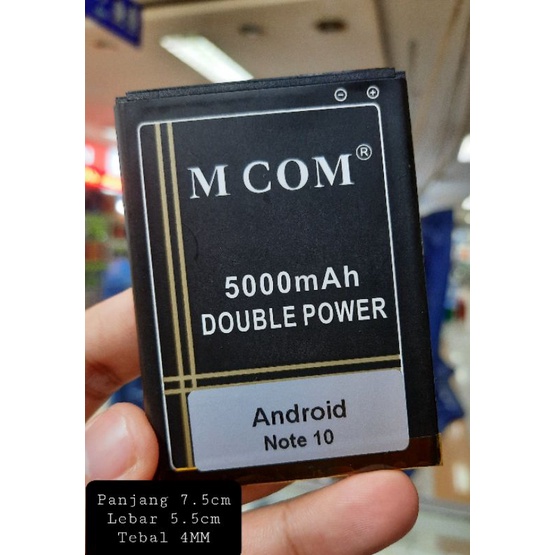 ⊖ ⊕
M COM®
5000mAh
DOUBLE POWER
Android
Note 10
Panjang 7.5cm
Lebar 5.5cm
Tebal 4MM